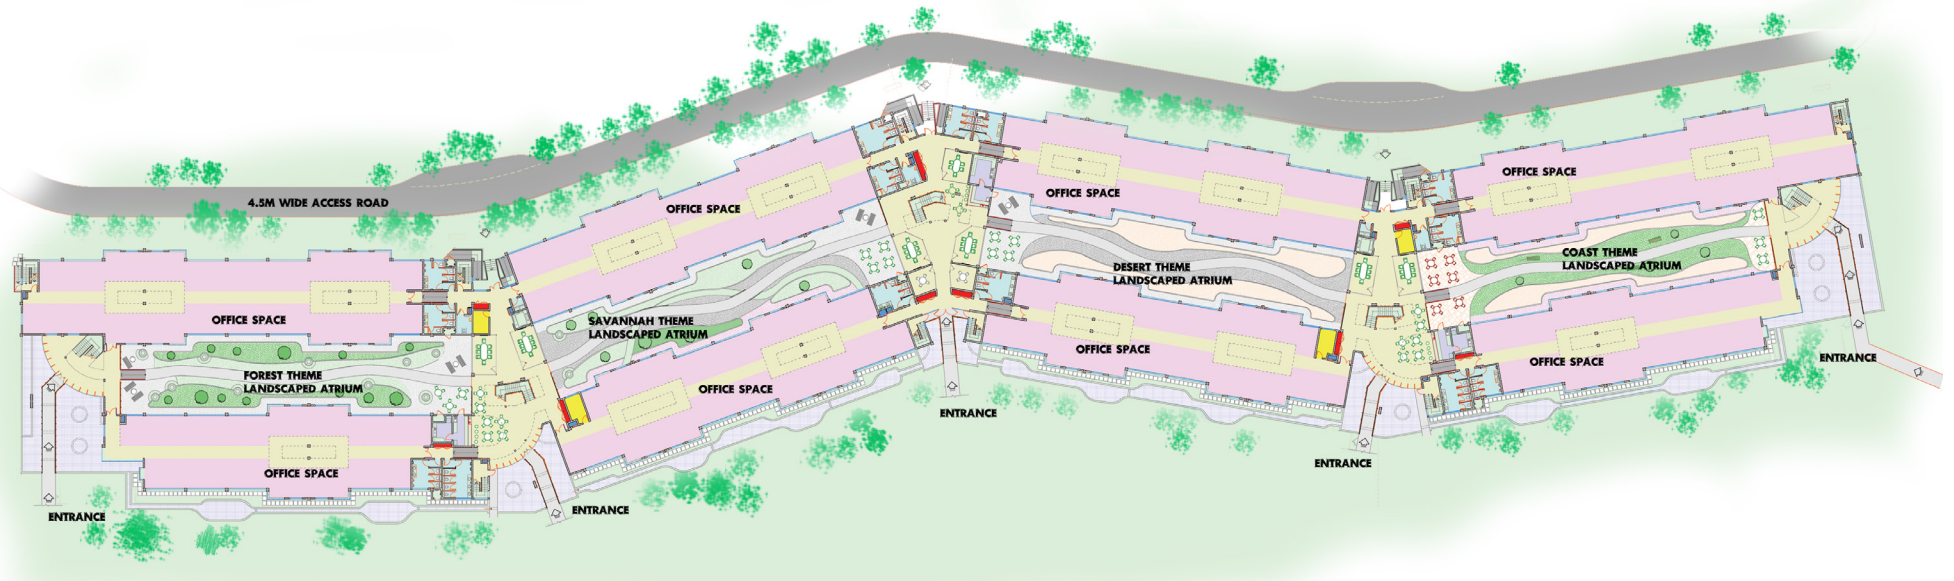 4.5M WIDE ACCESS ROAD
OFFICE SPACE
OFFICE SPACE
OFFICE SPACE
OFFICE SPACE
FOREST THEME
LANDSCAPED ATRIUM
SAVANNAH THEME
LANDSCAPED ATRIUM
DESERT THEME
LANDSCAPED ATRIUM
COAST THEME
LANDSCAPED ATRIUM
OFFICE SPACE
OFFICE SPACE
OFFICE SPACE
OFFICE SPACE
ENTRANCE
ENTRANCE
ENTRANCE
ENTRANCE
ENTRANCE